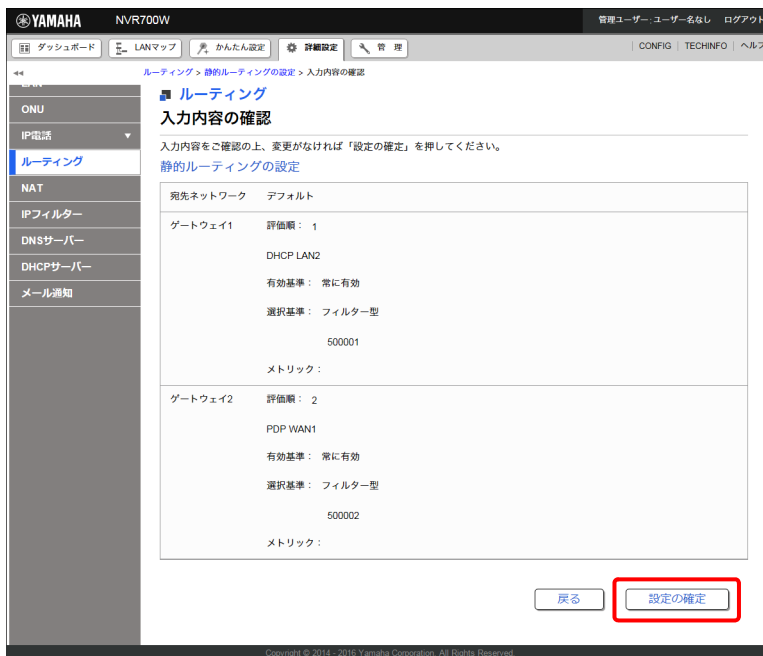 YAMAHA NVR700W 管理ユーザー:ユーザー名なし ログアウト
ダッシュボード LANマップ かんたん設定 詳細設定 管 理 CONFIG | TECHINFO | ヘルプ
ルーティング > 静的ルーティングの設定 > 入力内容の確認
LAN
ONU
IP電話
ルーティング
NAT
IPフィルター
DNSサーバー
DHCPサーバー
メール通知
ルーティング
入力内容の確認
入力内容をご確認の上、変更がなければ「設定の確定」を押してください。
静的ルーティングの設定
宛先ネットワーク デフォルト
ゲートウェイ1 評価順： 1
DHCP LAN2
有効基準： 常に有効
選択基準： フィルター型
500001
メトリック：
ゲートウェイ2 評価順： 2
PDP WAN1
有効基準： 常に有効
選択基準： フィルター型
500002
メトリック：
戻る 設定の確定
Copyright © 2014 - 2016 Yamaha Corporation. All Rights Reserved.